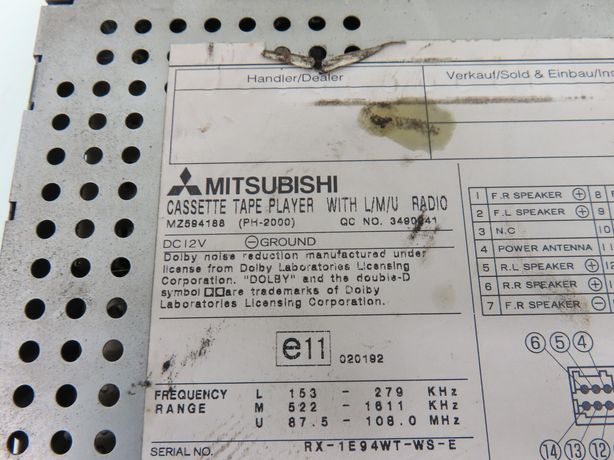 Handler/Dealer
Verkauf/Sold & Einbau/Ins
MITSUBISHI
CASSETTE TAPE PLAYER WITH L/M/U RADIO
MZ594188 (PH-2000) QC NO. 3490241
DC12V ⊖GROUND
Dolby noise reduction manufactured under
license from Dolby Laboratories Licensing
Corporation. "DOLBY" and the double-D
symbol are trademarks of Dolby
Laboratories Licensing Corporation.
e11 020192
FREQUENCY RANGE
L 153 - 279 KHz
M 522 - 1611 KHz
U 87.5 - 108.0 MHz
SERIAL NO. RX-1E94WT-WS-E
1 F.R SPEAKER ⊕ 8
2 F.L SPEAKER ⊕ 9
3 N.C 10
4 POWER ANTENNA 11
5 R.L SPEAKER ⊕ 12
6 R.R SPEAKER ⊕
7 F.R SPEAKER ⊖
6 5 4
14 13 12